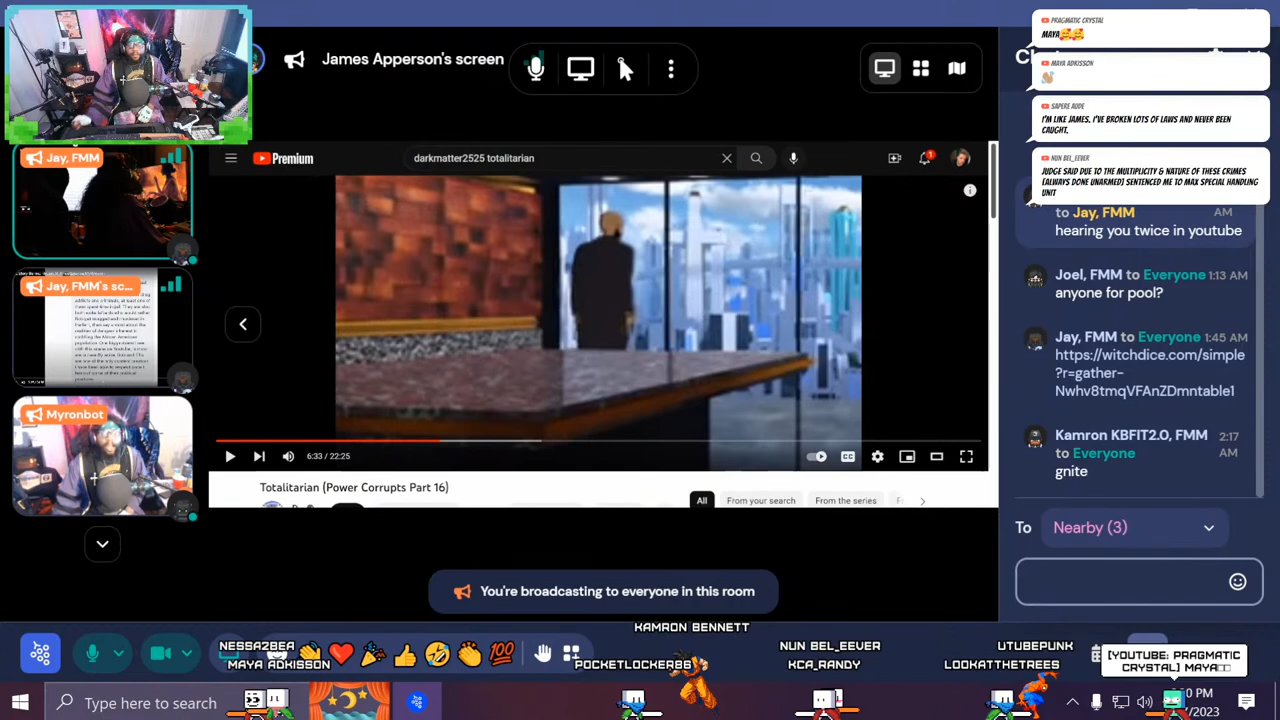 James Apperson's screen
Jay, FMM
Jay, FMM's sc...
Myronbot
Premium
darkmatter2525 totalitarian
1
6:33 / 22:25
CC
Totalitarian (Power Corrupts Part 16)
All
From your search
From the series
You're broadcasting to everyone in this room
PRAGMATIC CRYSTAL
MAYA🥰🥰
MAYA ADKISSON
👋🏼
SAPERE AUDE
I'M LIKE JAMES. I'VE BROKEN LOTS OF LAWS AND NEVER BEEN
CAUGHT.
NUN BEL_EEVER
JUDGE SAID DUE TO THE MULTIPLICITY & NATURE OF THESE CRIMES
(ALWAYS DONE UNARMED) SENTENCED ME TO MAX SPECIAL HANDLING
UNIT
to Jay, FMM AM
hearing you twice in youtube
Joel, FMM to Everyone 1:13 AM
anyone for pool?
Jay, FMM to Everyone 1:45 AM
https://witchdice.com/simple
?r=gather-
Nwhv8tmqVFAnZDmntable1
Kamron KBFIT2.0, FMM 2:17
to Everyone AM
gnite
To Nearby (3)
NESSA2BEA
MAYA ADKISSON
KAMRON BENNETT
POCKETLOCKER86
NUN BEL_EEVER
KCA_RANDY
UTUBEPUNK
LOOKATTHETREES
[YOUTUBE: PRAGMATIC
CRYSTAL] MAYA
Type here to search
0 PM
/2023